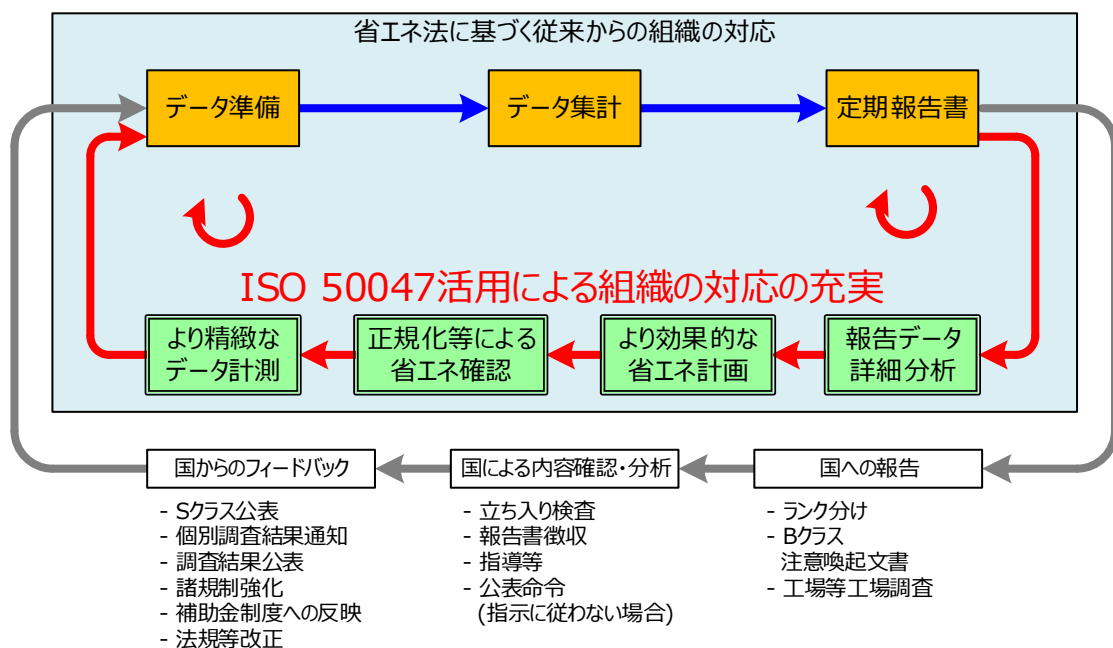 省エネ法に基づく従来からの組織の対応
データ準備
データ集計
定期報告書
ISO 50047活用による組織の対応の充実
より精緻な
データ計測
正規化等による
省エネ確認
より効果的な
省エネ計画
報告データ
詳細分析
国からのフィードバック
- Sクラス公表
- 個別調査結果通知
- 調査結果公表
- 諸規制強化
- 補助金制度への反映
- 法規等改正
国による内容確認・分析
- 立ち入り検査
- 報告書徴収
- 指導等
- 公表命令
(指示に従わない場合)
国への報告
- ランク分け
- Bクラス
注意喚起文書
- 工場等工場調査